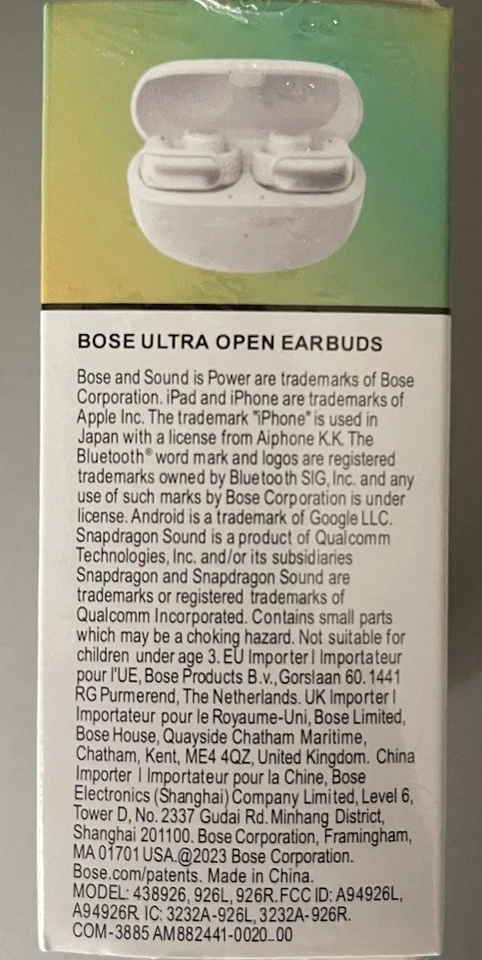 BOSE ULTRA OPEN EARBUDS
Bose and Sound is Power are trademarks of Bose
Corporation. iPad and iPhone are trademarks of
Apple Inc. The trademark "iPhone" is used in
Japan with a license from Aiphone K.K. The
Bluetooth® word mark and logos are registered
trademarks owned by Bluetooth SIG, Inc. and any
use of such marks by Bose Corporation is under
license. Android is a trademark of Google LLC.
Snapdragon Sound is a product of Qualcomm
Technologies, Inc. and/or its subsidiaries
Snapdragon and Snapdragon Sound are
trademarks or registered trademarks of
Qualcomm Incorporated. Contains small parts
which may be a choking hazard. Not suitable for
children under age 3. EU Importer | Importateur
pour l'UE, Bose Products B.v., Gorslaan 60. 1441
RG Purmerend, The Netherlands. UK Importer |
Importateur pour le Royaume-Uni, Bose Limited,
Bose House, Quayside Chatham Maritime,
Chatham, Kent, ME4 4QZ, United Kingdom. China
Importer | Importateur pour la Chine, Bose
Electronics (Shanghai) Company Limited, Level 6,
Tower D, No. 2337 Gudai Rd. Minhang District,
Shanghai 201100. Bose Corporation, Framingham,
MA 01701 USA.@2023 Bose Corporation.
Bose.com/patents. Made in China.
MODEL: 438926, 926L, 926R. FCC ID: A94926L,
A94926R. IC: 3232A-926L, 3232A-926R.
COM-3885 AM882441-0020_00